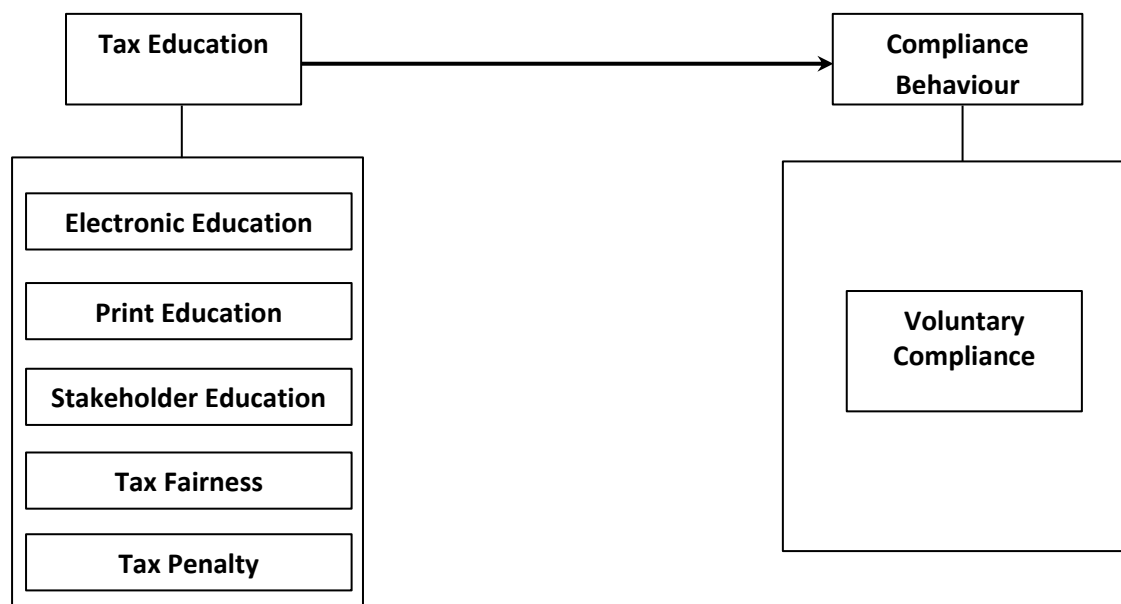 Tax Education
Compliance
Behaviour
Electronic Education
Print Education
Stakeholder Education
Tax Fairness
Tax Penalty
Voluntary
Compliance